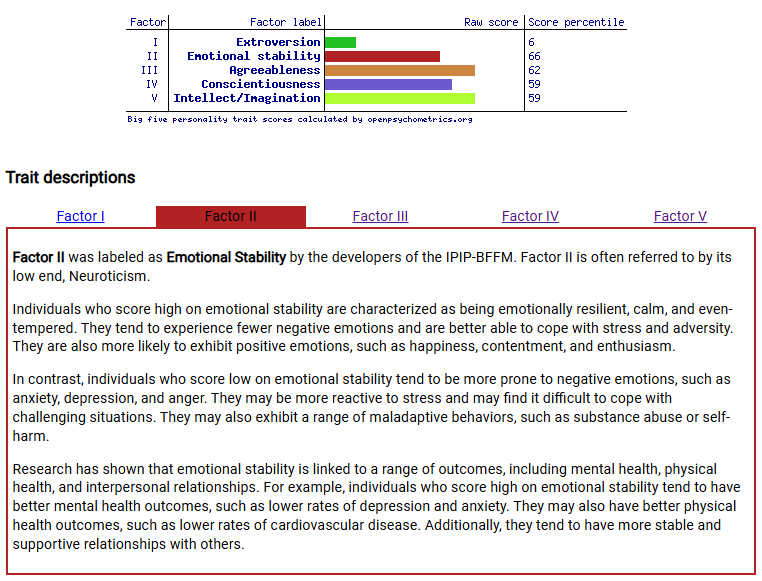 Factor Factor label Raw score Score percentile
I Extroversion 6
II Emotional stability 66
III Agreeableness 62
IV Conscientiousness 59
V Intellect/Imagination 59
Big five personality trait scores calculated by openpsychometrics.org
Trait descriptions
Factor I Factor II Factor III Factor IV Factor V
Factor II was labeled as Emotional Stability by the developers of the IPIP-BFFM. Factor II is often referred to by its
low end, Neuroticism.
Individuals who score high on emotional stability are characterized as being emotionally resilient, calm, and even-
tempered. They tend to experience fewer negative emotions and are better able to cope with stress and adversity.
They are also more likely to exhibit positive emotions, such as happiness, contentment, and enthusiasm.
In contrast, individuals who score low on emotional stability tend to be more prone to negative emotions, such as
anxiety, depression, and anger. They may be more reactive to stress and may find it difficult to cope with
challenging situations. They may also exhibit a range of maladaptive behaviors, such as substance abuse or self-
harm.
Research has shown that emotional stability is linked to a range of outcomes, including mental health, physical
health, and interpersonal relationships. For example, individuals who score high on emotional stability tend to have
better mental health outcomes, such as lower rates of depression and anxiety. They may also have better physical
health outcomes, such as lower rates of cardiovascular disease. Additionally, they tend to have more stable and
supportive relationships with others.